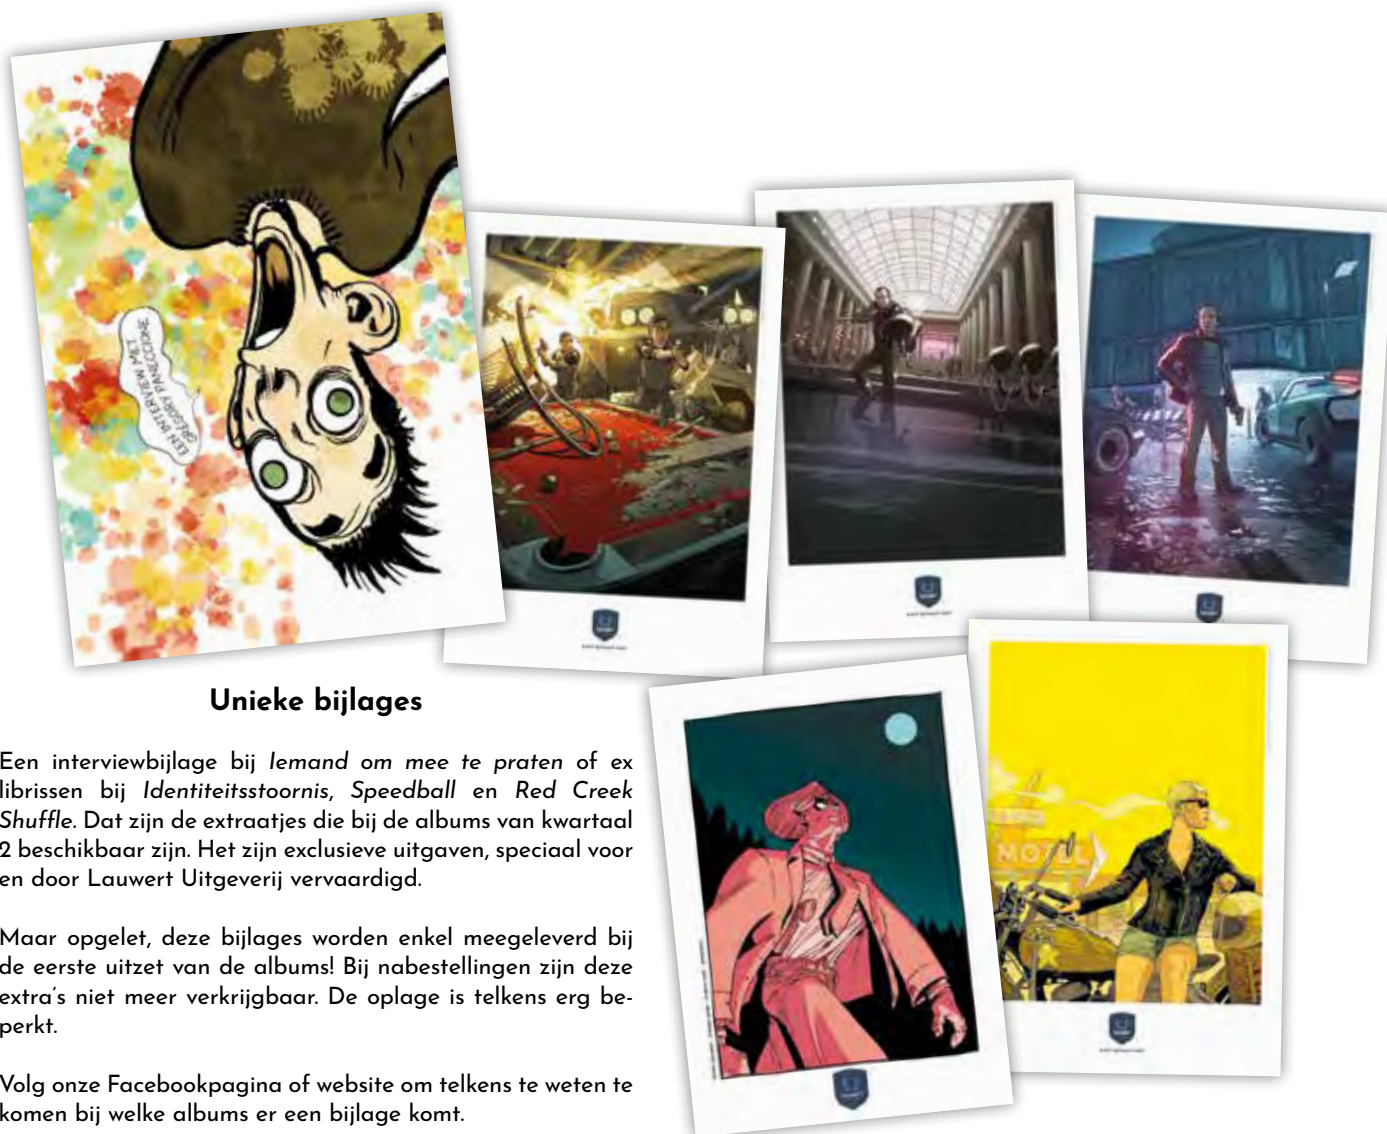 EEN INTERVIEW MET
GRÉGORY PANACCIONE
MOTEL
Unieke bijlages
Een interviewbijlage bij Iemand om mee te praten of ex
librissen bij Identiteitsstoornis, Speedball en Red Creek
Shuffle. Dat zijn de extraatjes die bij de albums van kwartaal
2 beschikbaar zijn. Het zijn exclusieve uitgaven, speciaal voor
en door Lauwert Uitgeverij vervaardigd.
Maar opgelet, deze bijlages worden enkel meegeleverd bij
de eerste uitzet van de albums! Bij nabestellingen zijn deze
extra's niet meer verkrijgbaar. De oplage is telkens erg be-
perkt.
Volg onze Facebookpagina of website om telkens te weten te
komen bij welke albums er een bijlage komt.